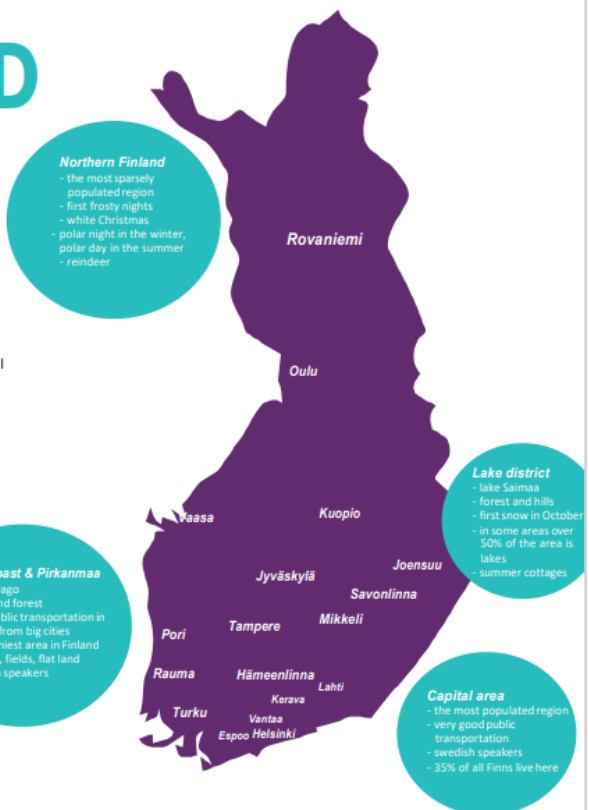 D
Northern Finland
- the most sparsely
populated region
- first frosty nights
- white Christmas
- polar night in the winter,
polar day in the summer
- reindeer
Rovaniemi
Oulu
Lake district
- lake Saimaa
- forest and hills
- first snow in October
- in some areas over
50% of the area is
lakes
- summer cottages
Vaasa
Kuopio
Joensuu
Jyväskylä
Savonlinna
Mikkeli
Tampere
Pori
Rauma
Hämeenlinna
Lahti
Kerava
Turku
Vantaa
Espoo Helsinki
& Pirkanmaa
forest
transportation in
from big cities
area in Finland
, fields, flat land
speakers
Capital area
- the most populated region
- very good public
transportation
- swedish speakers
- 35% of all Finns live here